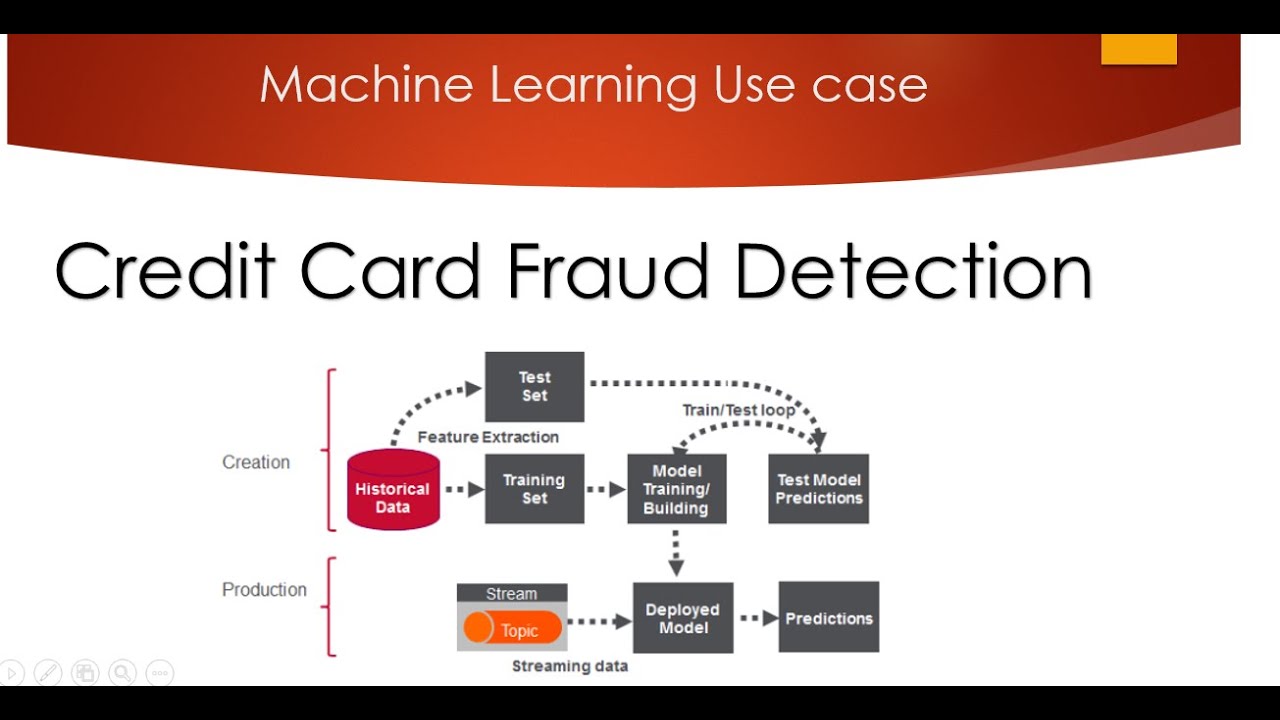 Machine Learning Use case
Credit Card Fraud Detection
Test
Set
Train/Test loop
Feature Extraction
Creation
Historical
Data
Training
Set
Model
Training/
Building
Test Model
Predictions
Production
Stream
Topic
Deployed
Model
Predictions
Streaming data